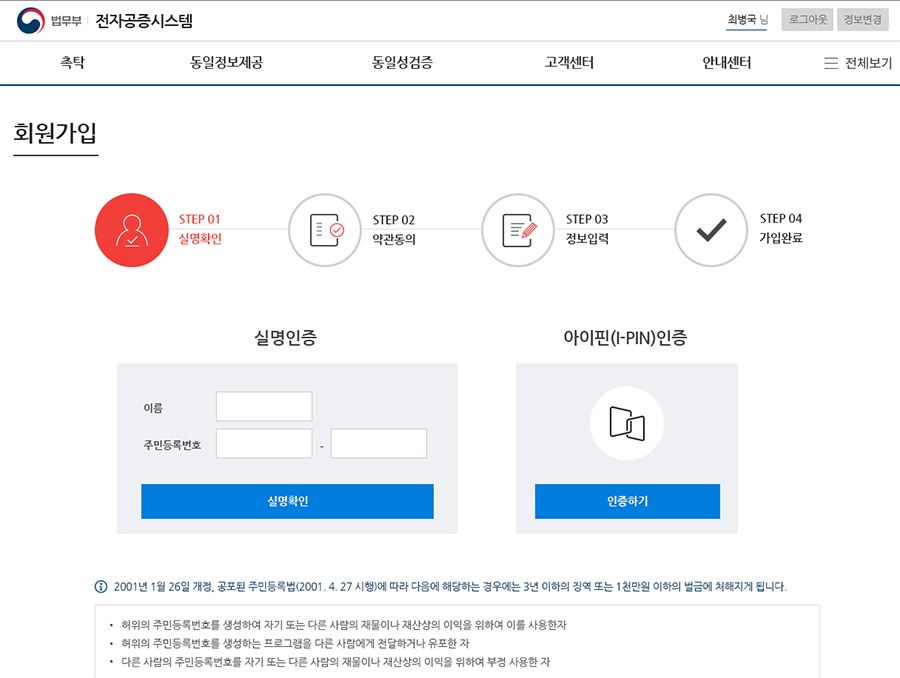 법무부 전자공증시스템 최병국 님 로그아웃 정보변경
촉탁 동일정보제공 동일성검증 고객센터 안내센터 전체보기
회원가입
STEP 01 STEP 02 STEP 03 STEP 04
실명확인 약관동의 정보입력 가입완료
실명인증 아이핀(I-PIN)인증
이름
주민등록번호 -
실명확인 인증하기
2001년 1월 26일 개정, 공포된 주민등록법(2001. 4. 27 시행)에 따라 다음에 해당하는 경우에는 3년 이하의 징역 또는 1천만원 이하의 벌금에 처해지게 됩니다.
• 허위의 주민등록번호를 생성하여 자기 또는 다른 사람의 재물이나 재산상의 이익을 위하여 이를 사용한자
• 허위의 주민등록번호를 생성하는 프로그램을 다른 사람에게 전달하거나 유포한 자
• 다른 사람의 주민등록번호를 자기 또는 다른 사람의 재물이나 재산상의 이익을 위하여 부정 사용한 자